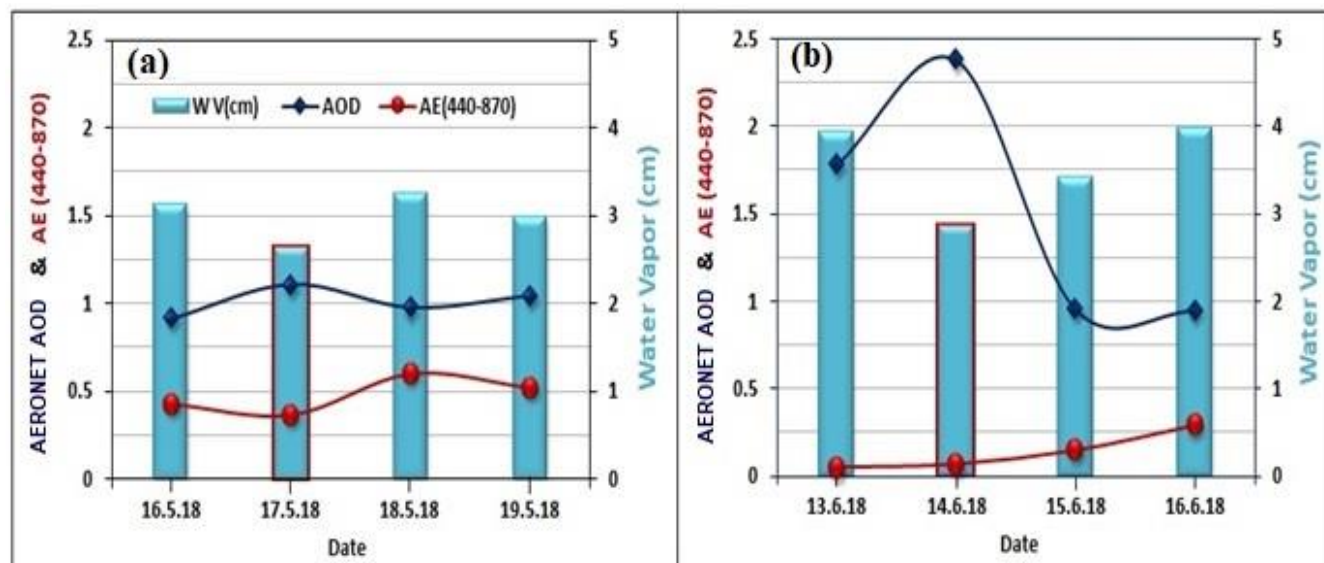 (a)
W V(cm) AOD AE(440-870)
AERONET AOD & AE (440-870)
2.5
2
1.5
1
0.5
0
5
4
3
2
1
0
Water Vapor (cm)
16.5.18 17.5.18 18.5.18 19.5.18
Date
(b)
AERONET AOD & AE (440-870)
2.5
2
1.5
1
0.5
0
5
4
3
2
1
0
Water Vapor (cm)
13.6.18 14.6.18 15.6.18 16.6.18
Date